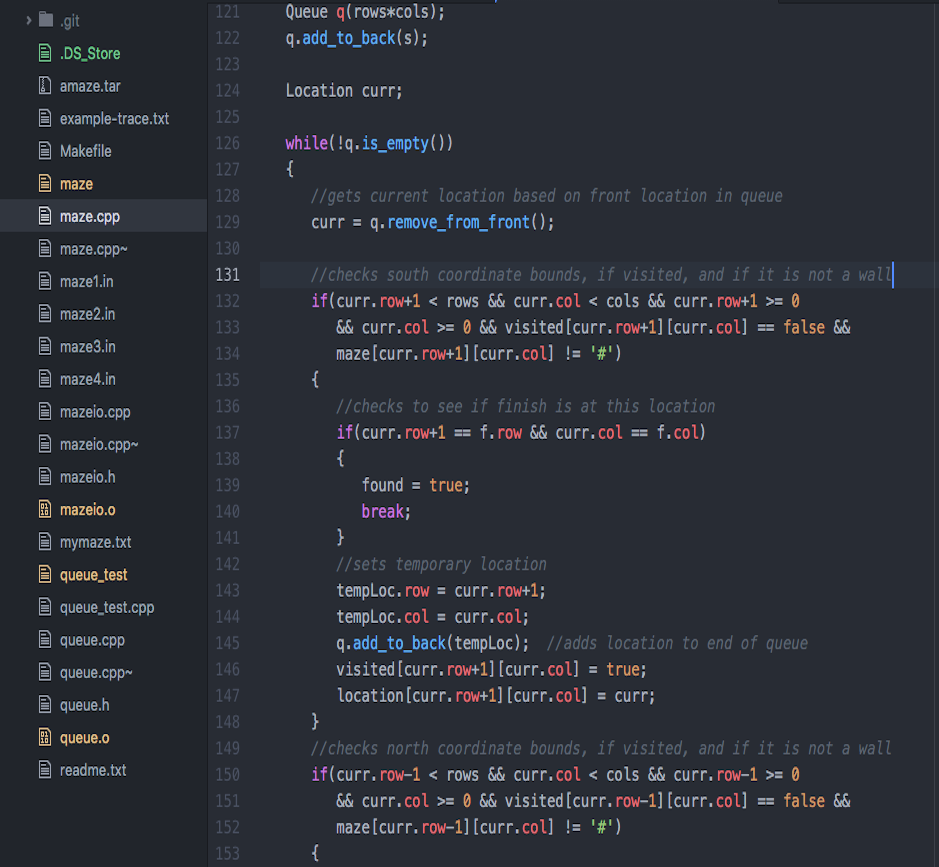 .git
.DS_Store
amaze.tar
example-trace.txt
Makefile
maze
maze.cpp
maze.cpp~
maze1.in
maze2.in
maze3.in
maze4.in
mazeio.cpp
mazeio.cpp~
mazeio.h
mazeio.o
mymaze.txt
queue_test
queue_test.cpp
queue.cpp
queue.cpp~
queue.h
queue.o
readme.txt
121 Queue q(rows*cols);
122 q.add_to_back(s);
123
124 Location curr;
125
126 while(!q.is_empty())
127 {
128 //gets current location based on front location in queue
129 curr = q.remove_from_front();
130
131 //checks south coordinate bounds, if visited, and if it is not a wall
132 if(curr.row+1 < rows && curr.col < cols && curr.row+1 >= 0
133 && curr.col >= 0 && visited[curr.row+1][curr.col] == false &&
134 maze[curr.row+1][curr.col] != '#')
135 {
136 //checks to see if finish is at this location
137 if(curr.row+1 == f.row && curr.col == f.col)
138 {
139 found = true;
140 break;
141 }
142 //sets temporary location
143 tempLoc.row = curr.row+1;
144 tempLoc.col = curr.col;
145 q.add_to_back(tempLoc); //adds location to end of queue
146 visited[curr.row+1][curr.col] = true;
147 location[curr.row+1][curr.col] = curr;
148 }
149 //checks north coordinate bounds, if visited, and if it is not a wall
150 if(curr.row-1 < rows && curr.col < cols && curr.row-1 >= 0
151 && curr.col >= 0 && visited[curr.row-1][curr.col] == false &&
152 maze[curr.row-1][curr.col] != '#')
153 {